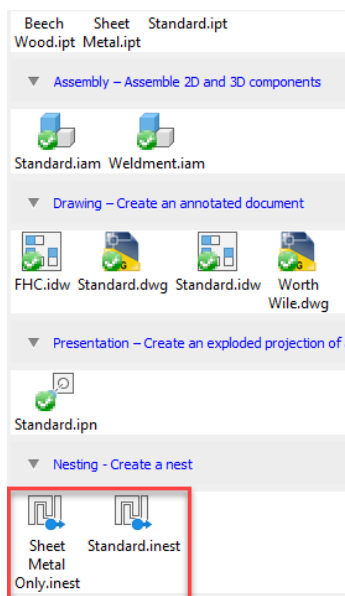 Beech Sheet Standard.ipt
Wood.ipt Metal.ipt
Assembly – Assemble 2D and 3D components
Standard.iam Weldment.iam
Drawing – Create an annotated document
FHC.idw Standard.dwg Standard.idw Worth
Wile.dwg
Presentation – Create an exploded projection of
Standard.ipn
Nesting - Create a nest
Sheet Standard.inest
Metal
Only.inest